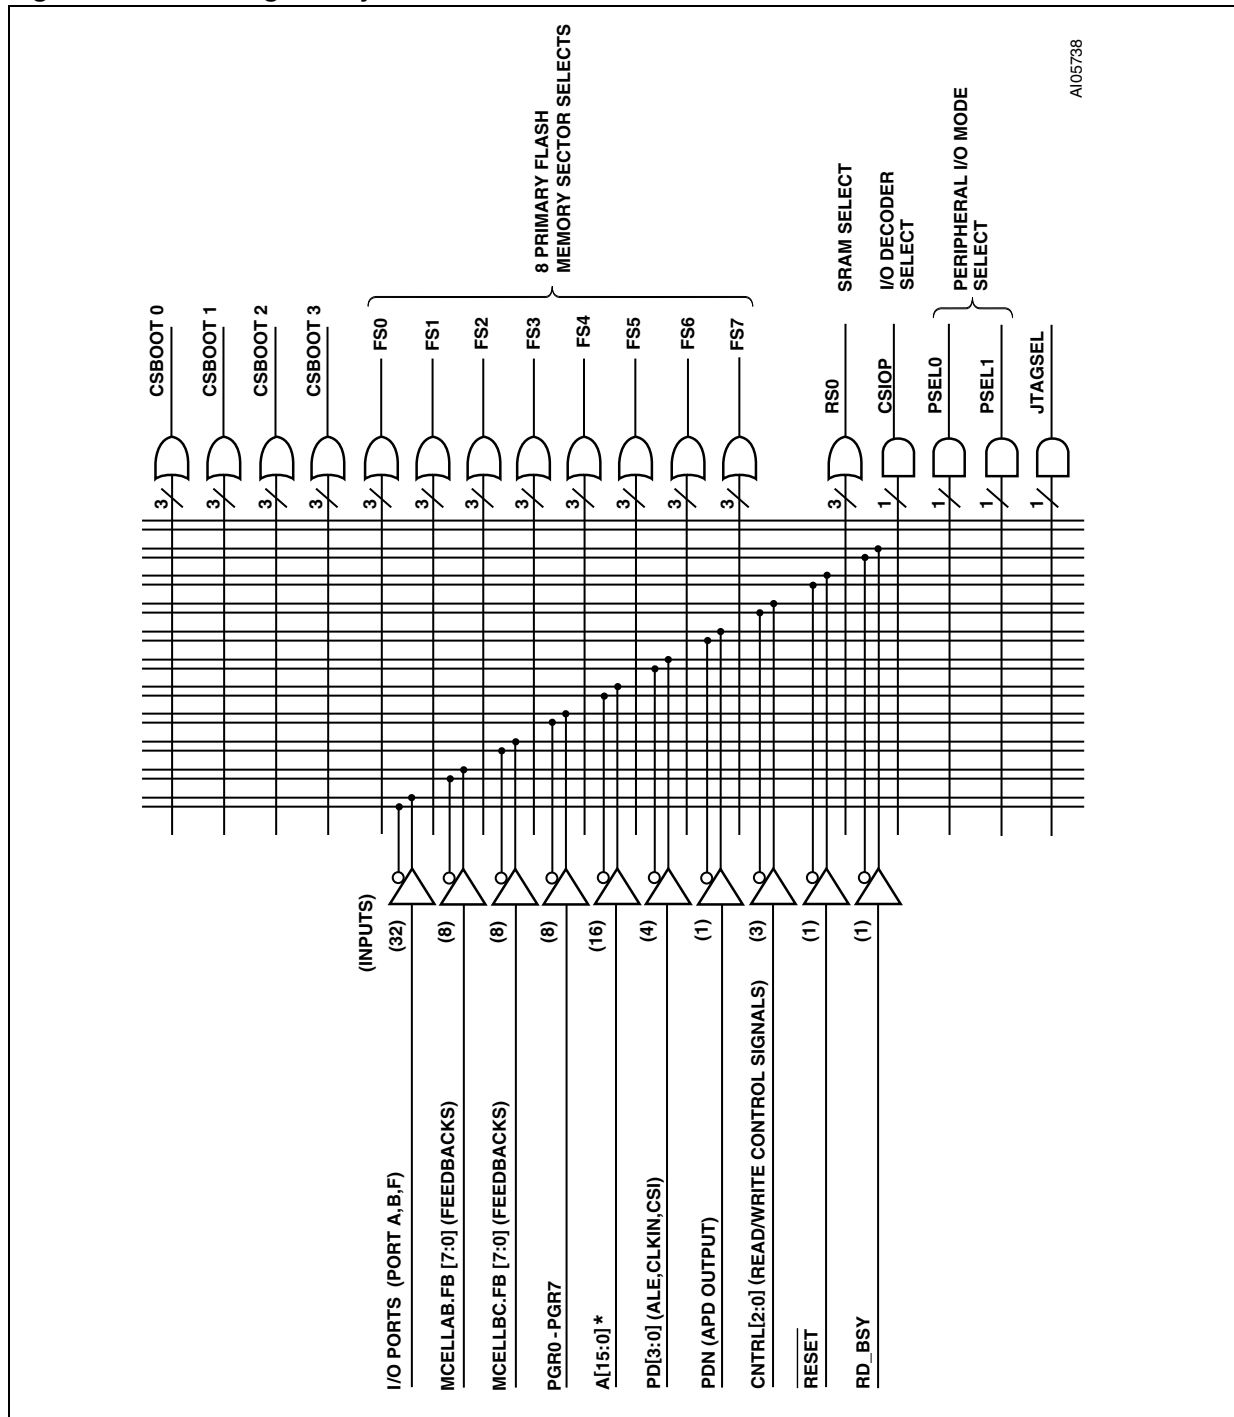 (INPUTS)
I/O PORTS (PORT A,B,F)
(32)
MCELLAB.FB [7:0] (FEEDBACKS)
(8)
MCELLBC.FB [7:0] (FEEDBACKS)
(8)
PGR0 - PGR7
(8)
A[15:0] *
(16)
PD[3:0] (ALE,CLKIN,CSI)
(4)
PDN (APD OUTPUT)
(1)
CNTRL[2:0] (READ/WRITE CONTROL SIGNALS)
(3)
RESET
(1)
RD_BSY
(1)
3
CSBOOT 0
3
CSBOOT 1
3
CSBOOT 2
3
CSBOOT 3
3
FS0
3
FS1
3
FS2
3
FS3
3
FS4
3
FS5
3
FS6
3
FS7
8 PRIMARY FLASH
MEMORY SECTOR SELECTS
3
RS0
SRAM SELECT
1
CSIOP
I/O DECODER
SELECT
1
PSEL0
1
PSEL1
PERIPHERAL I/O MODE
SELECT
1
JTAGSEL
AI05738